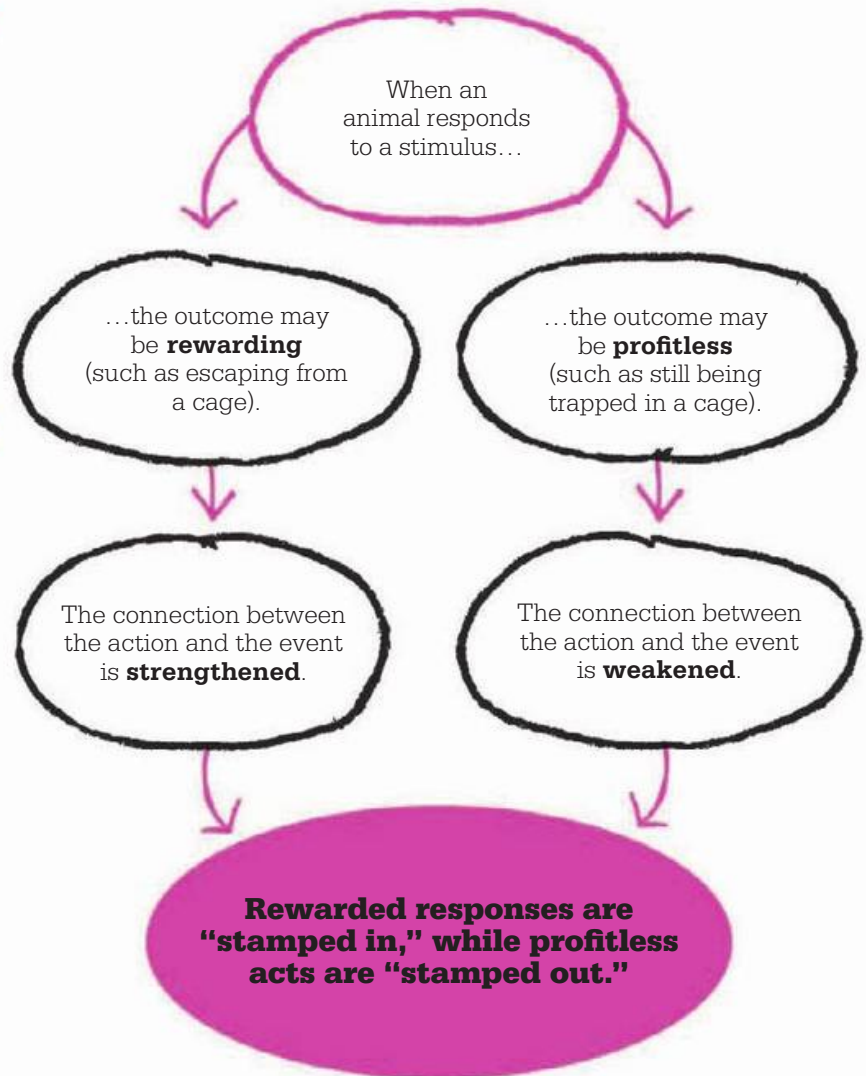 When an
animal responds
to a stimulus…
…the outcome may
be rewarding
(such as escaping from
a cage).
…the outcome may
be profitless
(such as still being
trapped in a cage).
The connection between
the action and the event
is strengthened.
The connection between
the action and the event
is weakened.
Rewarded responses are
“stamped in,” while profitless
acts are “stamped out.”